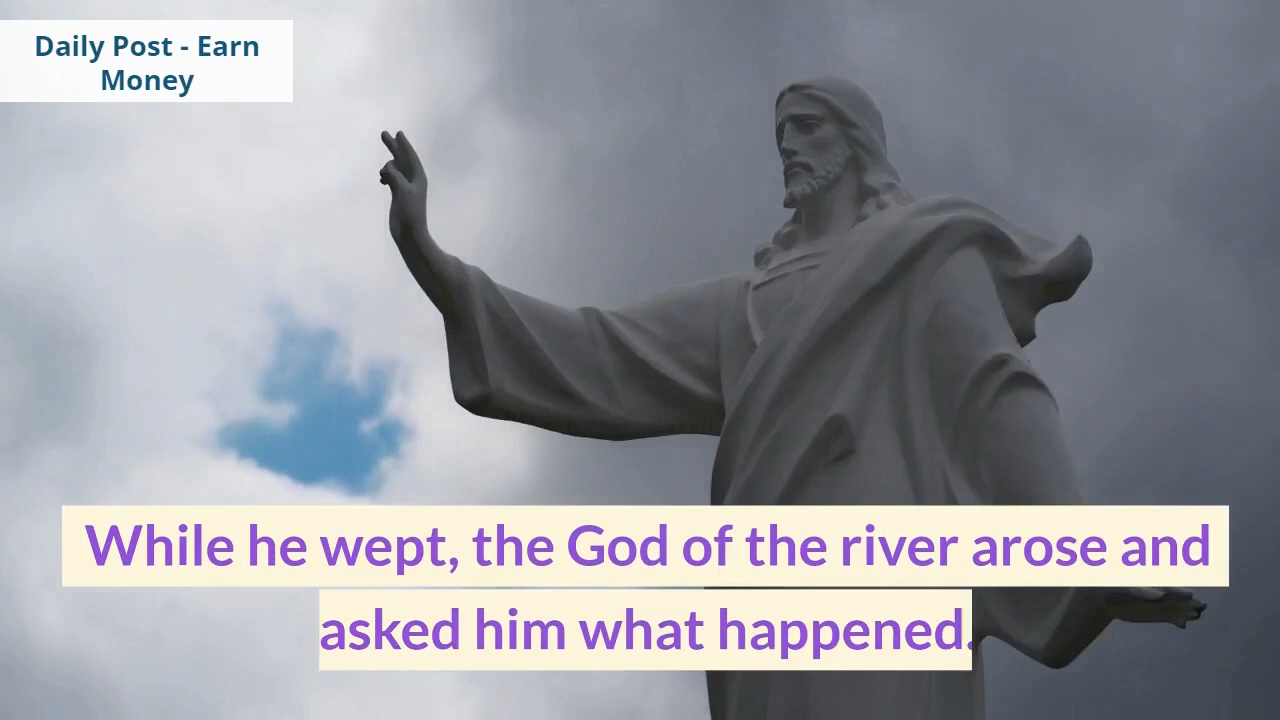 Daily Post - Earn
Money
While he wept, the God of the river arose and
asked him what happened.